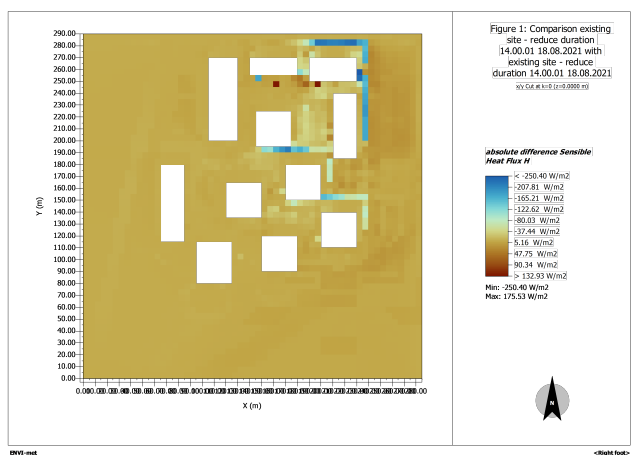 290.00
280.00
270.00
260.00
250.00
240.00
230.00
220.00
210.00
200.00
190.00
180.00
170.00
160.00
150.00
140.00
130.00
120.00
110.00
100.00
90.00
80.00
70.00
60.00
50.00
40.00
30.00
20.00
10.00
0.00
Y (m)
X (m)
Figure 1: Comparison existing
site - reduce duration
14.00.01 18.08.2021 with
existing site - reduce
duration 14.00.01 18.08.2021
x/y Cut at k=0 (z=0.0000 m)
absolute difference Sensible
Heat Flux H
< -250.40 W/m2
-207.81 W/m2
-165.21 W/m2
-122.62 W/m2
-80.03 W/m2
-37.44 W/m2
5.16 W/m2
47.75 W/m2
90.34 W/m2
> 132.93 W/m2
Min: -250.40 W/m2
Max: 175.53 W/m2
N
ENVI-met
<Right foot>